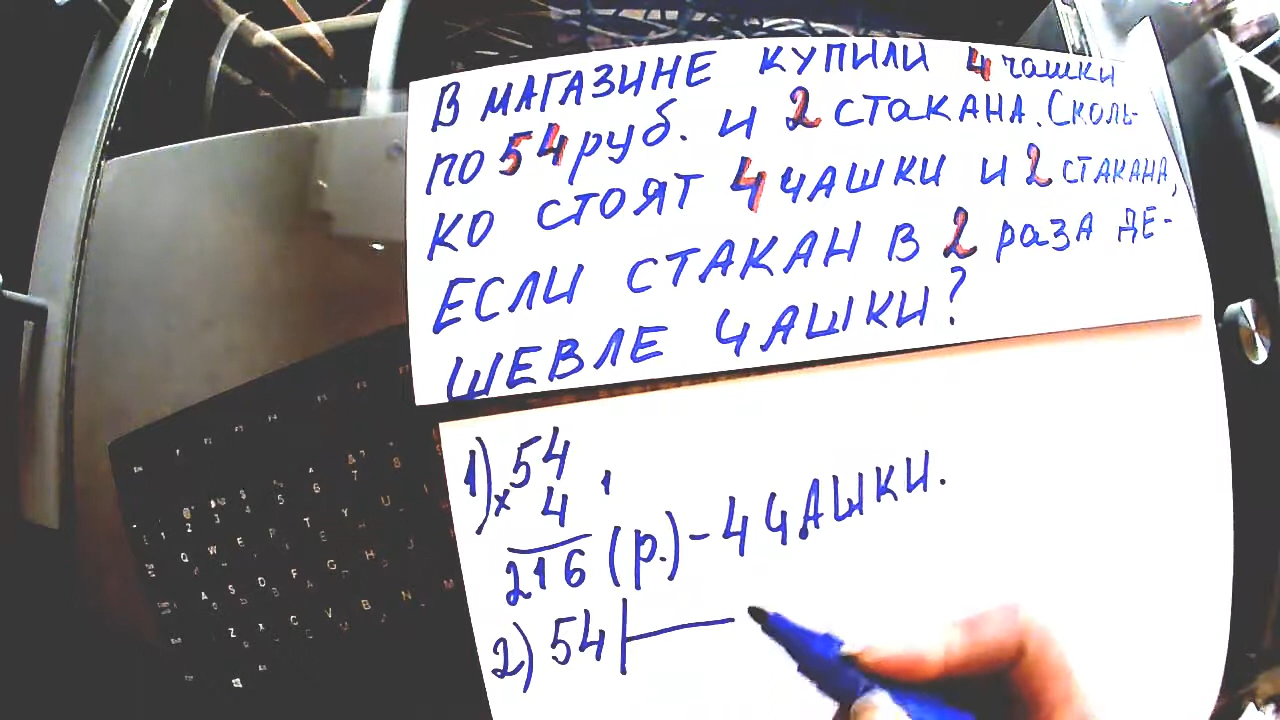 В МАГАЗИНЕ КУПИЛИ 4 чашки
ПО 54 руб. и 2 СТАКАНА. СКОЛЬ-
КО СТОЯТ 4 ЧАШКИ И 2 СТАКАНА,
ЕСЛИ СТАКАН В 2 раза ДЕ-
ШЕВЛЕ ЧАШКИ?
1) 54
× 4 1
216 (р.) - 4 ЧАШКИ.
2) 54